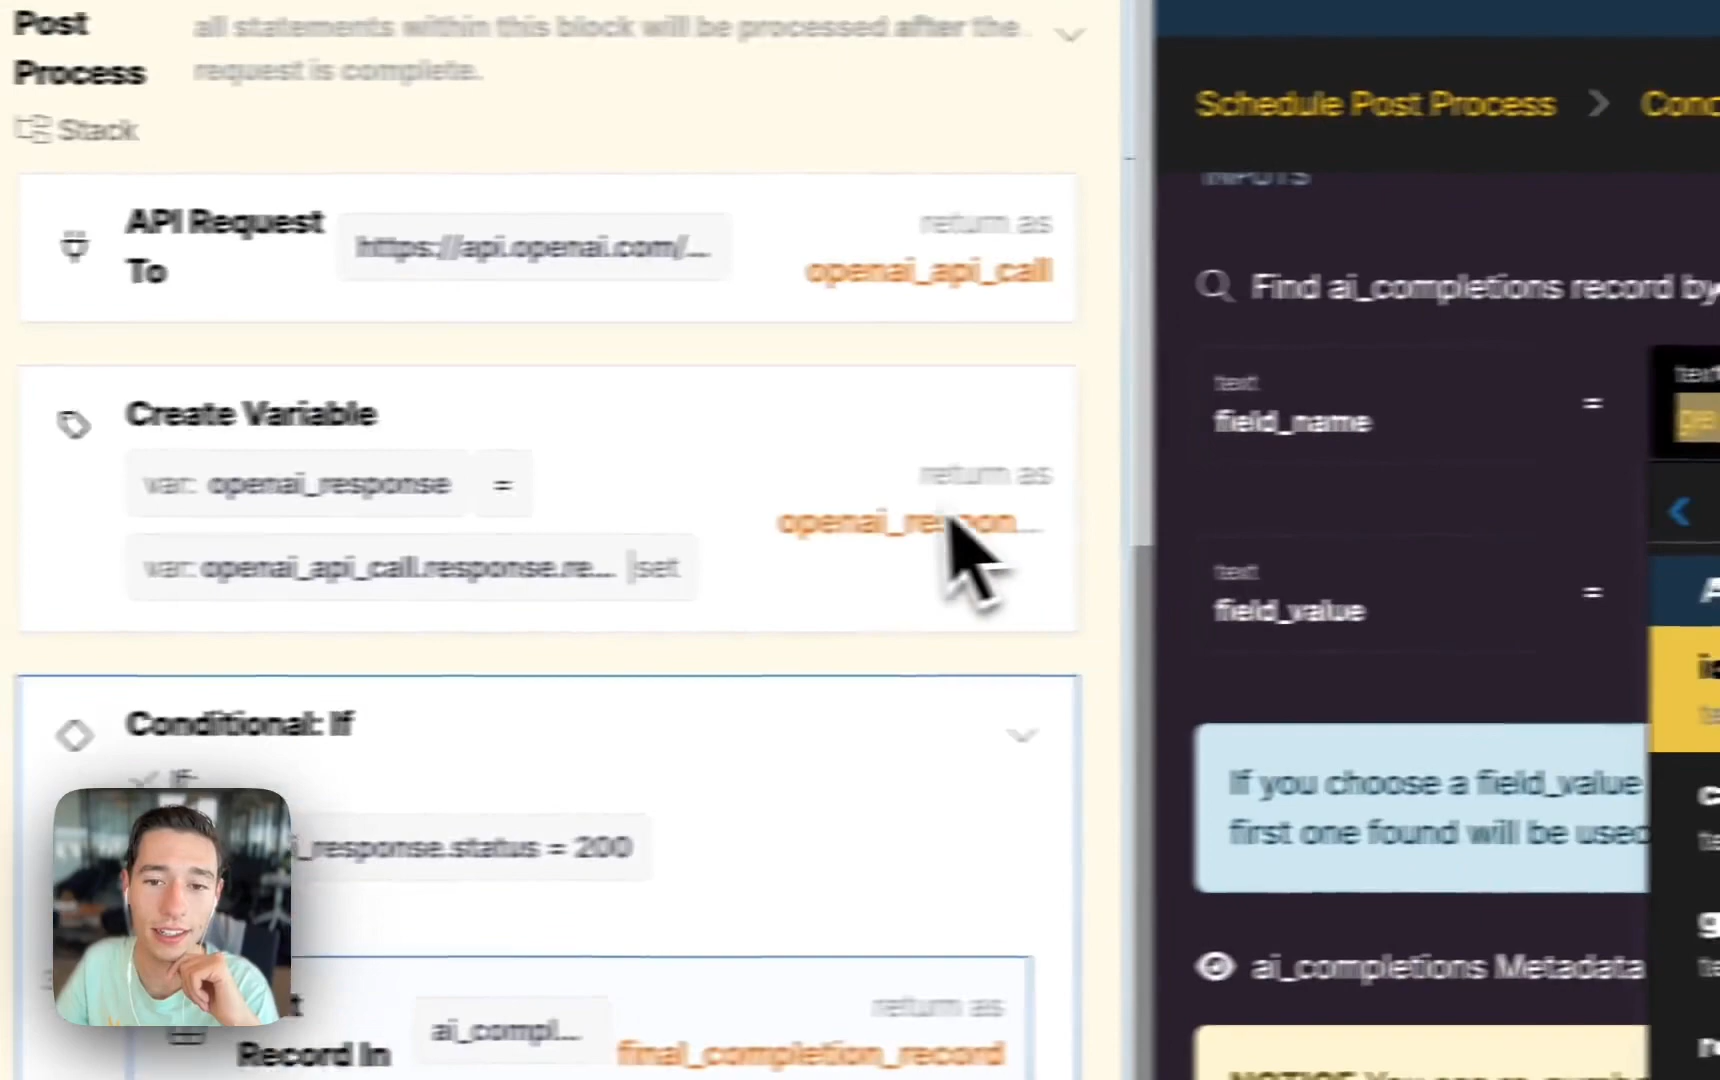 Post
Process
all statements within this block will be processed after the
request is complete.
Stack
API Request
To
https://api.openai.com/...
return as
openai_api_call
Create Variable
var: openai_response =
return as
var: openai_api_call.response.re... |set
Conditional: If
If:
i_response.status = 200
Record In
ai_compl...
return as
final_completion_record
Schedule Post Process
INPUTS
Find ai_completions record by
text
field_name
=
text
field_value
=
If you choose a field_value
first one found will be used
ai_completions Metadata